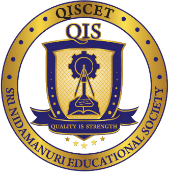 QISCET
QIS
QUALITY IS STRENGTH
SRI NIDAMANURI EDUCATIONAL SOCIETY